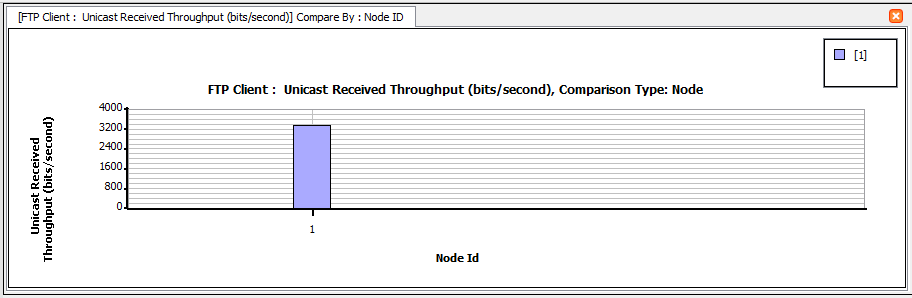 [FTP Client :  Unicast Received Throughput (bits/second)] Compare By : Node ID
[1]
FTP Client :  Unicast Received Throughput (bits/second), Comparison Type: Node
Unicast Received
Throughput (bits/second)
4000
3200
2400
1600
800
0
1
Node Id